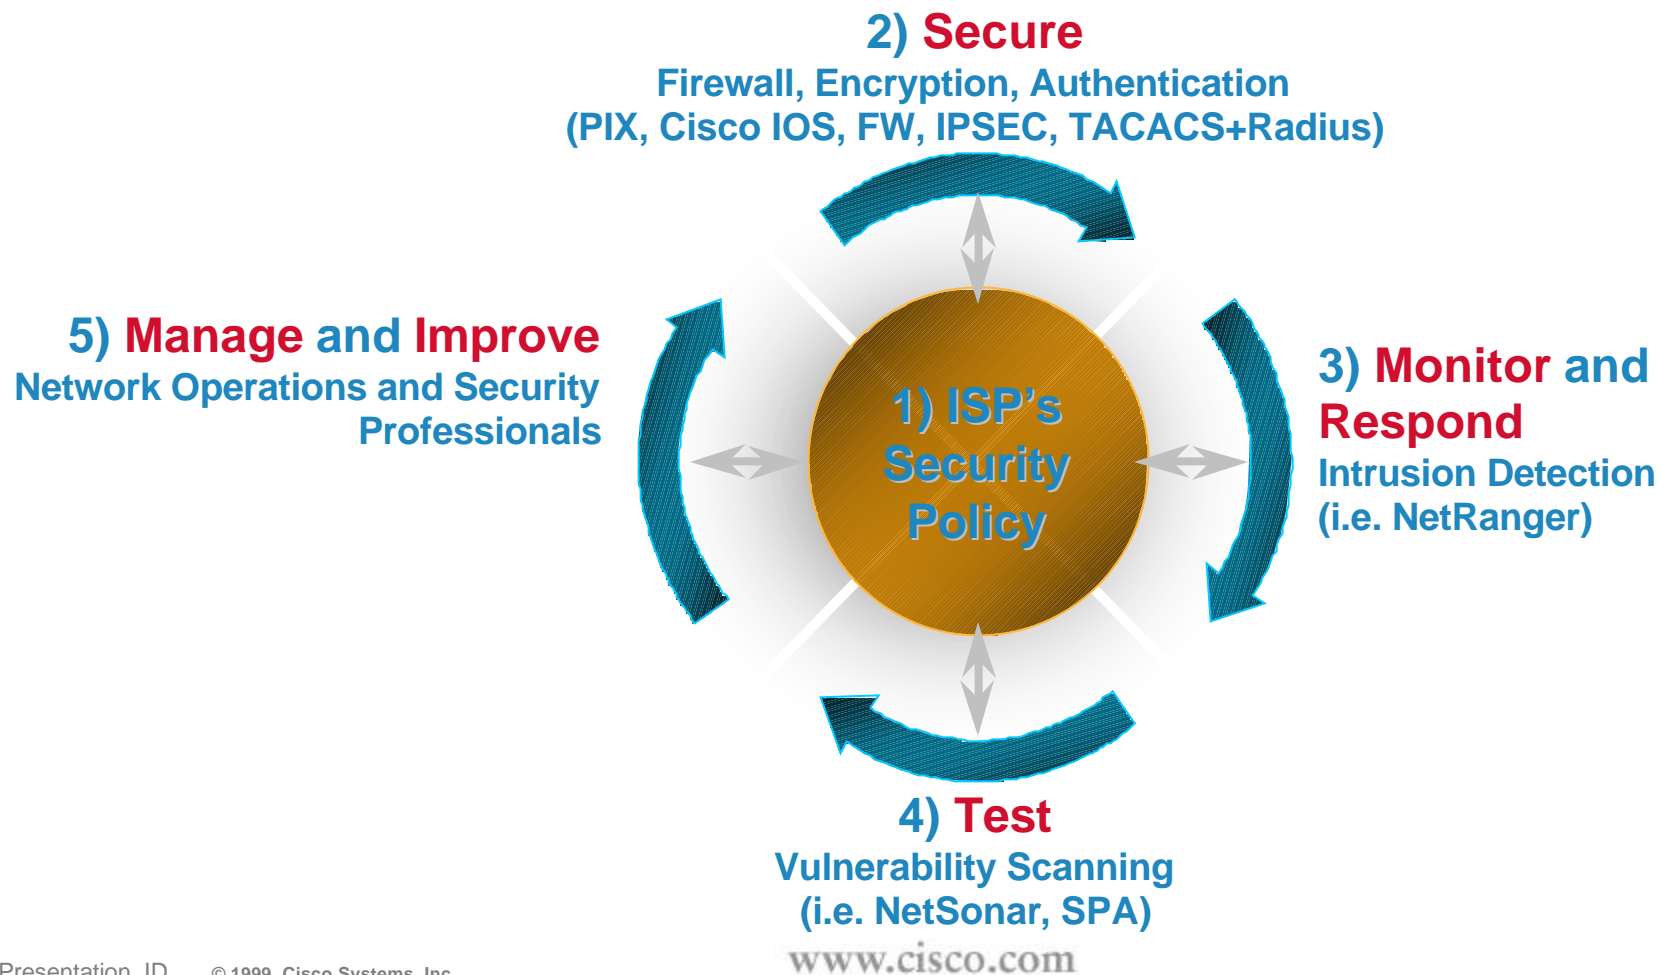 2) Secure
Firewall, Encryption, Authentication
(PIX, Cisco IOS, FW, IPSEC, TACACS+Radius)
5) Manage and Improve
Network Operations and Security
Professionals
1) ISP's
Security
Policy
3) Monitor and
Respond
Intrusion Detection
(i.e. NetRanger)
4) Test
Vulnerability Scanning
(i.e. NetSonar, SPA)
www.cisco.com
Presentation_ID © 1999, Cisco Systems, Inc.